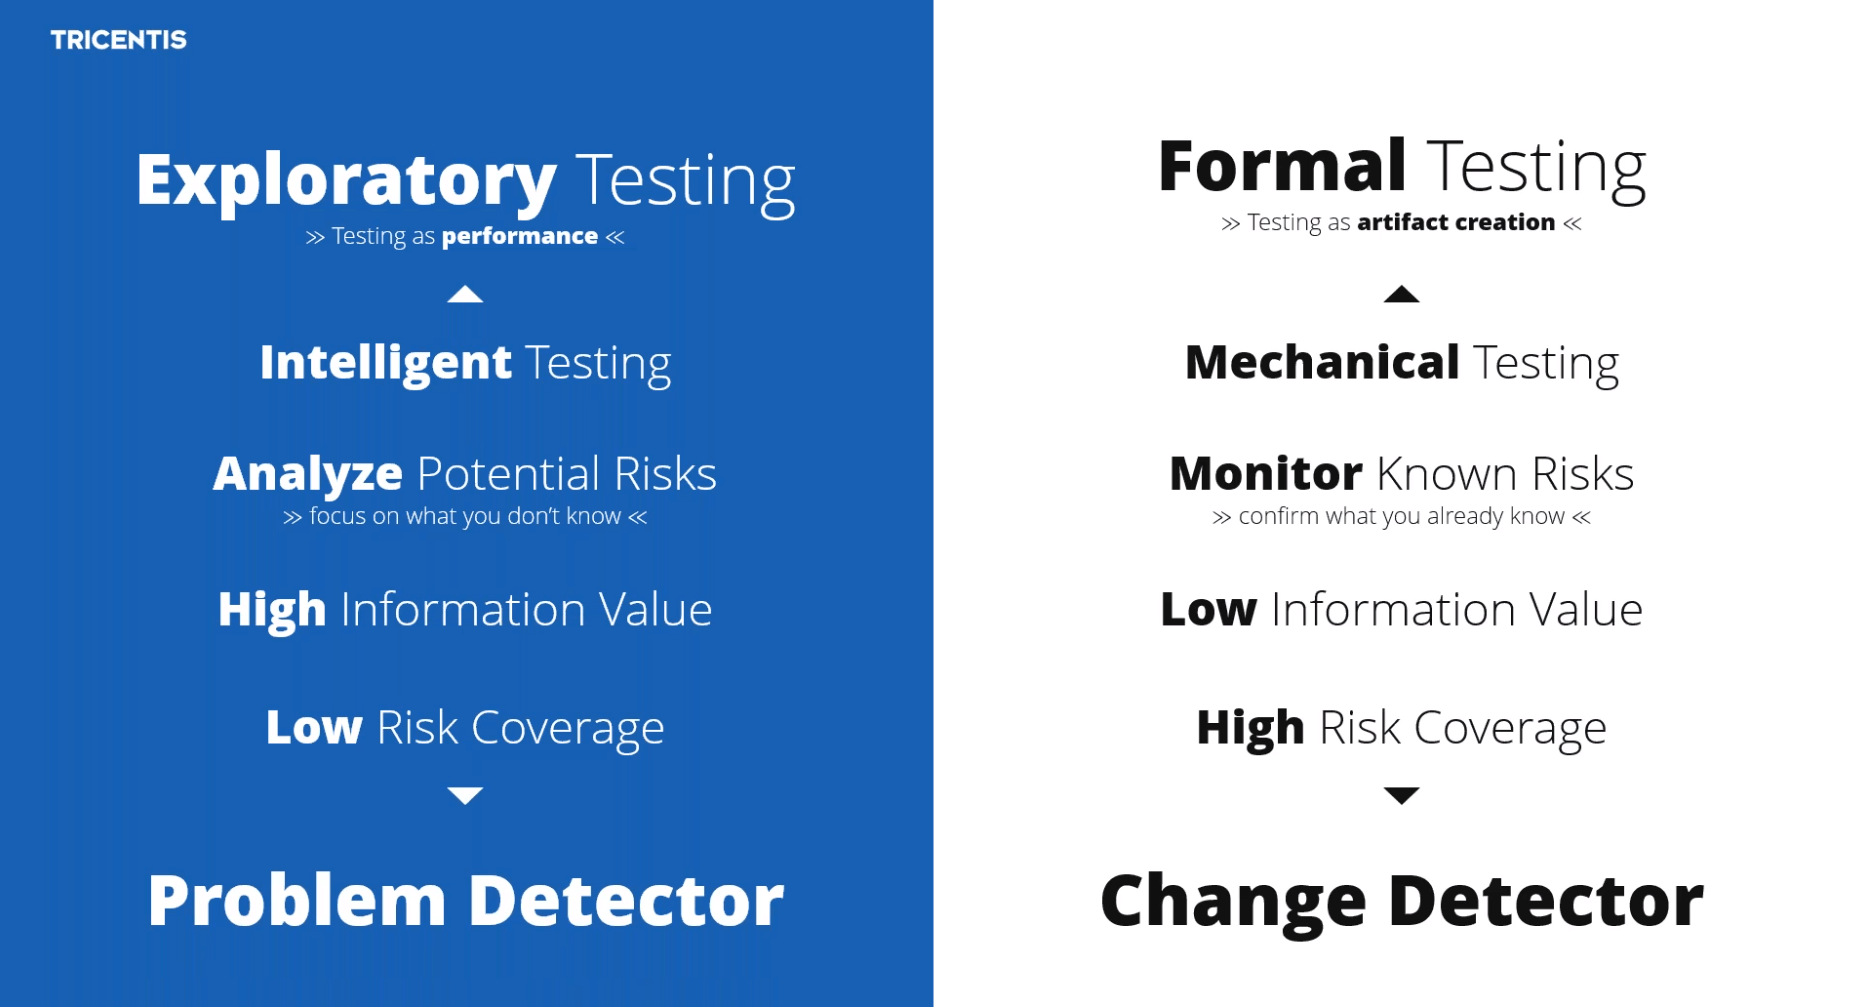 TRICENTIS
Exploratory Testing
>> Testing as performance <<
Intelligent Testing
Analyze Potential Risks
>> focus on what you don’t know <<
High Information Value
Low Risk Coverage
Problem Detector
Formal Testing
>> Testing as artifact creation <<
Mechanical Testing
Monitor Known Risks
>> confirm what you already know <<
Low Information Value
High Risk Coverage
Change Detector